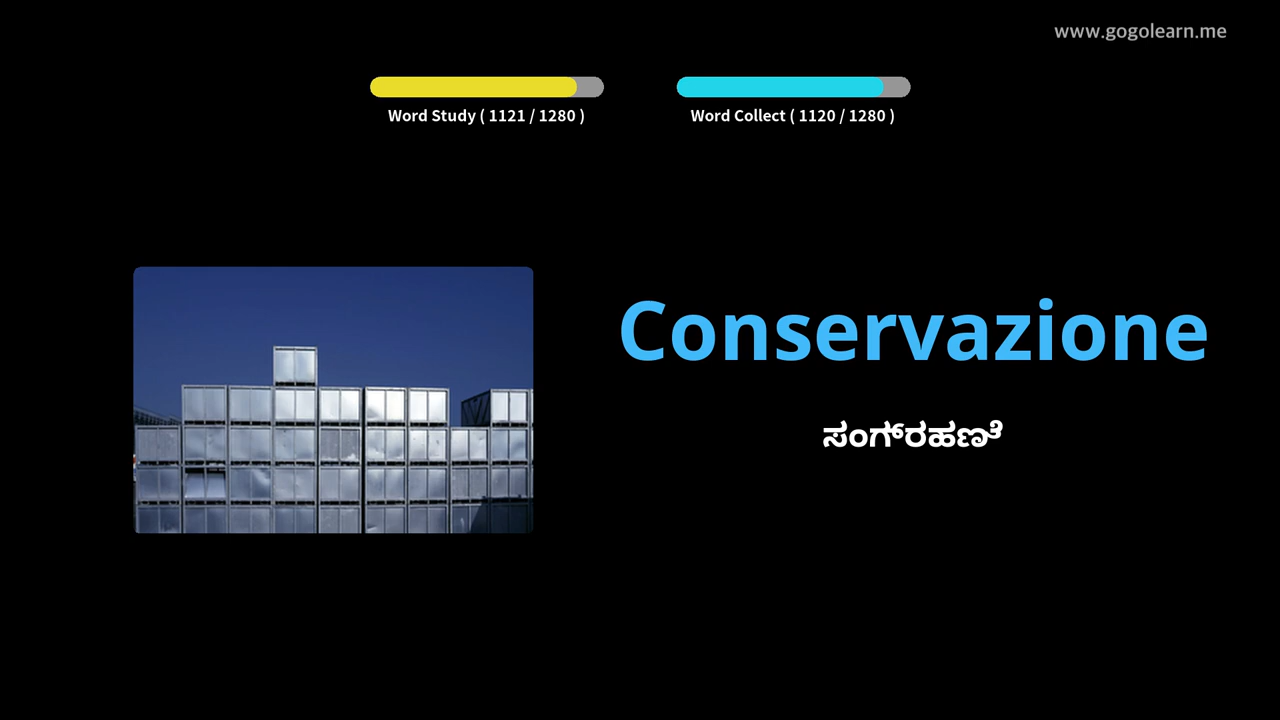 www.gogolearn.me
Word Study ( 1121 / 1280 )
Word Collect ( 1120 / 1280 )
Conservazione
ಸಂಗ್ರಹಣೆ